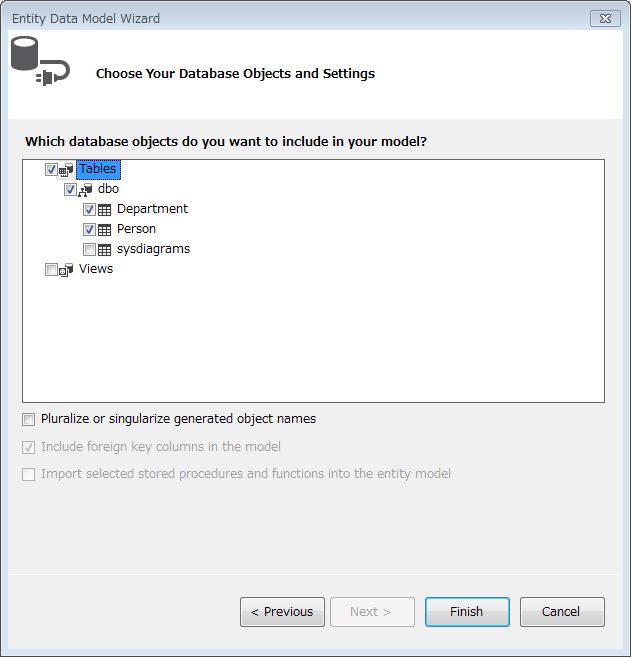 Entity Data Model Wizard
Choose Your Database Objects and Settings
Which database objects do you want to include in your model?
Tables
dbo
Department
Person
sysdiagrams
Views
Pluralize or singularize generated object names
Include foreign key columns in the model
Import selected stored procedures and functions into the entity model
< Previous Next > Finish Cancel